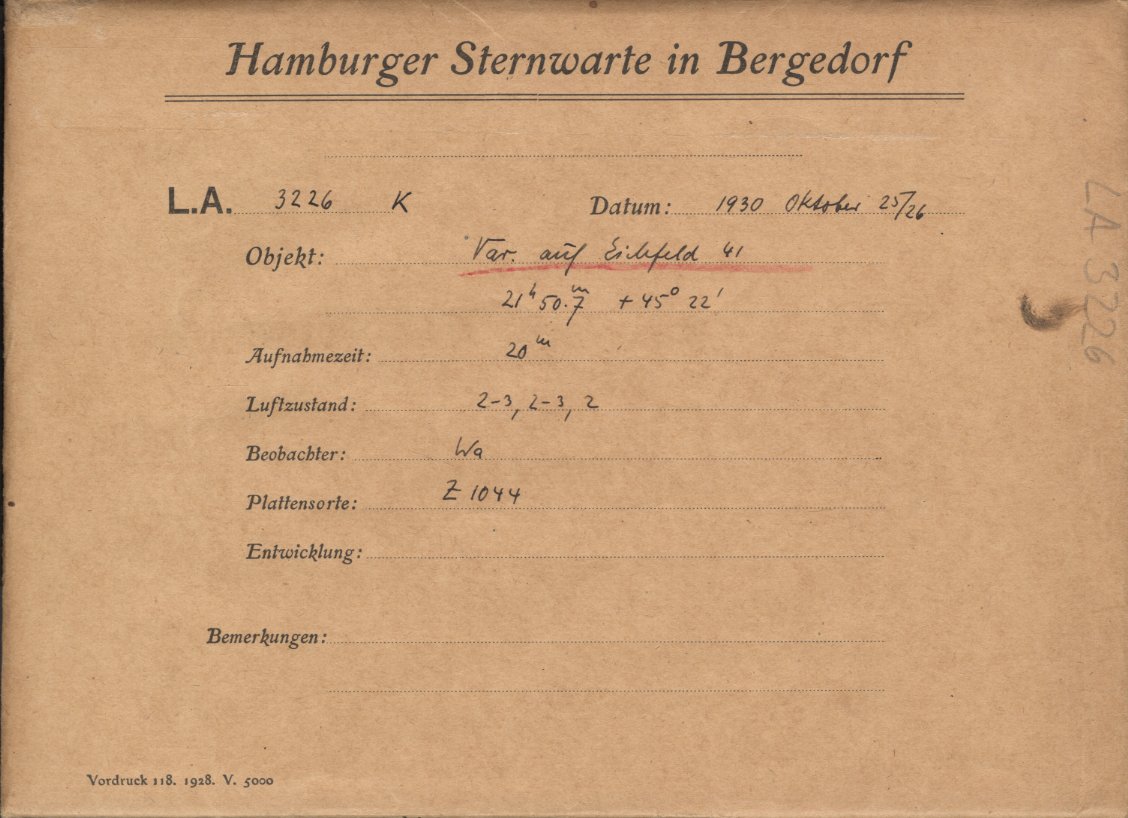 Hamburger Sternwarte in Bergedorf
L.A. 3226 K Datum: 1930 Oktober 25/26
Objekt: Var. auf Eichfeld 41
21ʰ 50.ᵐ7 + 45° 22'
Aufnahmezeit: 20ᵐ
Luftzustand: 2-3, 2-3, 2
Beobachter: Wa
Plattensorte: Z 1044
Entwicklung:
Bemerkungen:
Vordruck 118. 1928. V. 5000
LA 3226